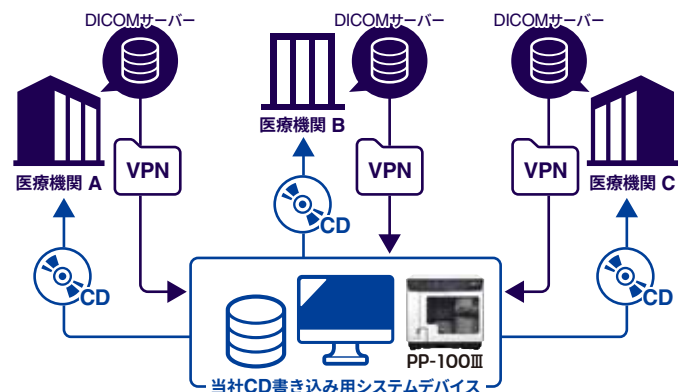 DICOMサーバー
DICOMサーバー
DICOMサーバー
医療機関 A
医療機関 B
医療機関 C
VPN
VPN
VPN
CD
CD
CD
PP-100Ⅲ
当社CD書き込み用システムデバイス